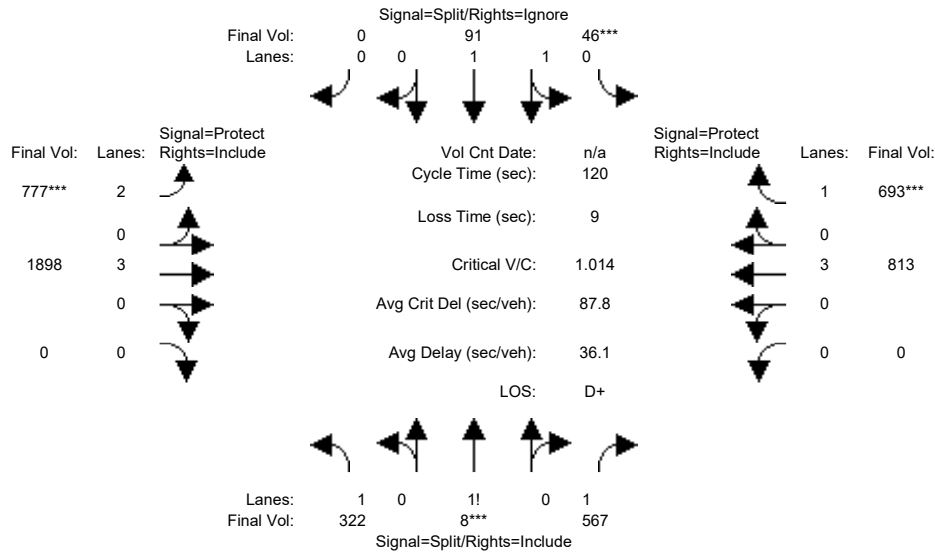 Signal=Split/Rights=Ignore
Final Vol: 0 91 46***
Lanes: 0 0 1 1 0
Signal=Protect Signal=Protect
Final Vol: Lanes: Rights=Include Vol Cnt Date: n/a Rights=Include Lanes: Final Vol:
Cycle Time (sec): 120
777*** 2 1 693***
Loss Time (sec): 9
0 0
1898 3 Critical V/C: 1.014 3 813
0 Avg Crit Del (sec/veh): 87.8 0
0 0 Avg Delay (sec/veh): 36.1 0 0
LOS: D+
Lanes: 1 0 1! 0 1
Final Vol: 322 8*** 567
Signal=Split/Rights=Include